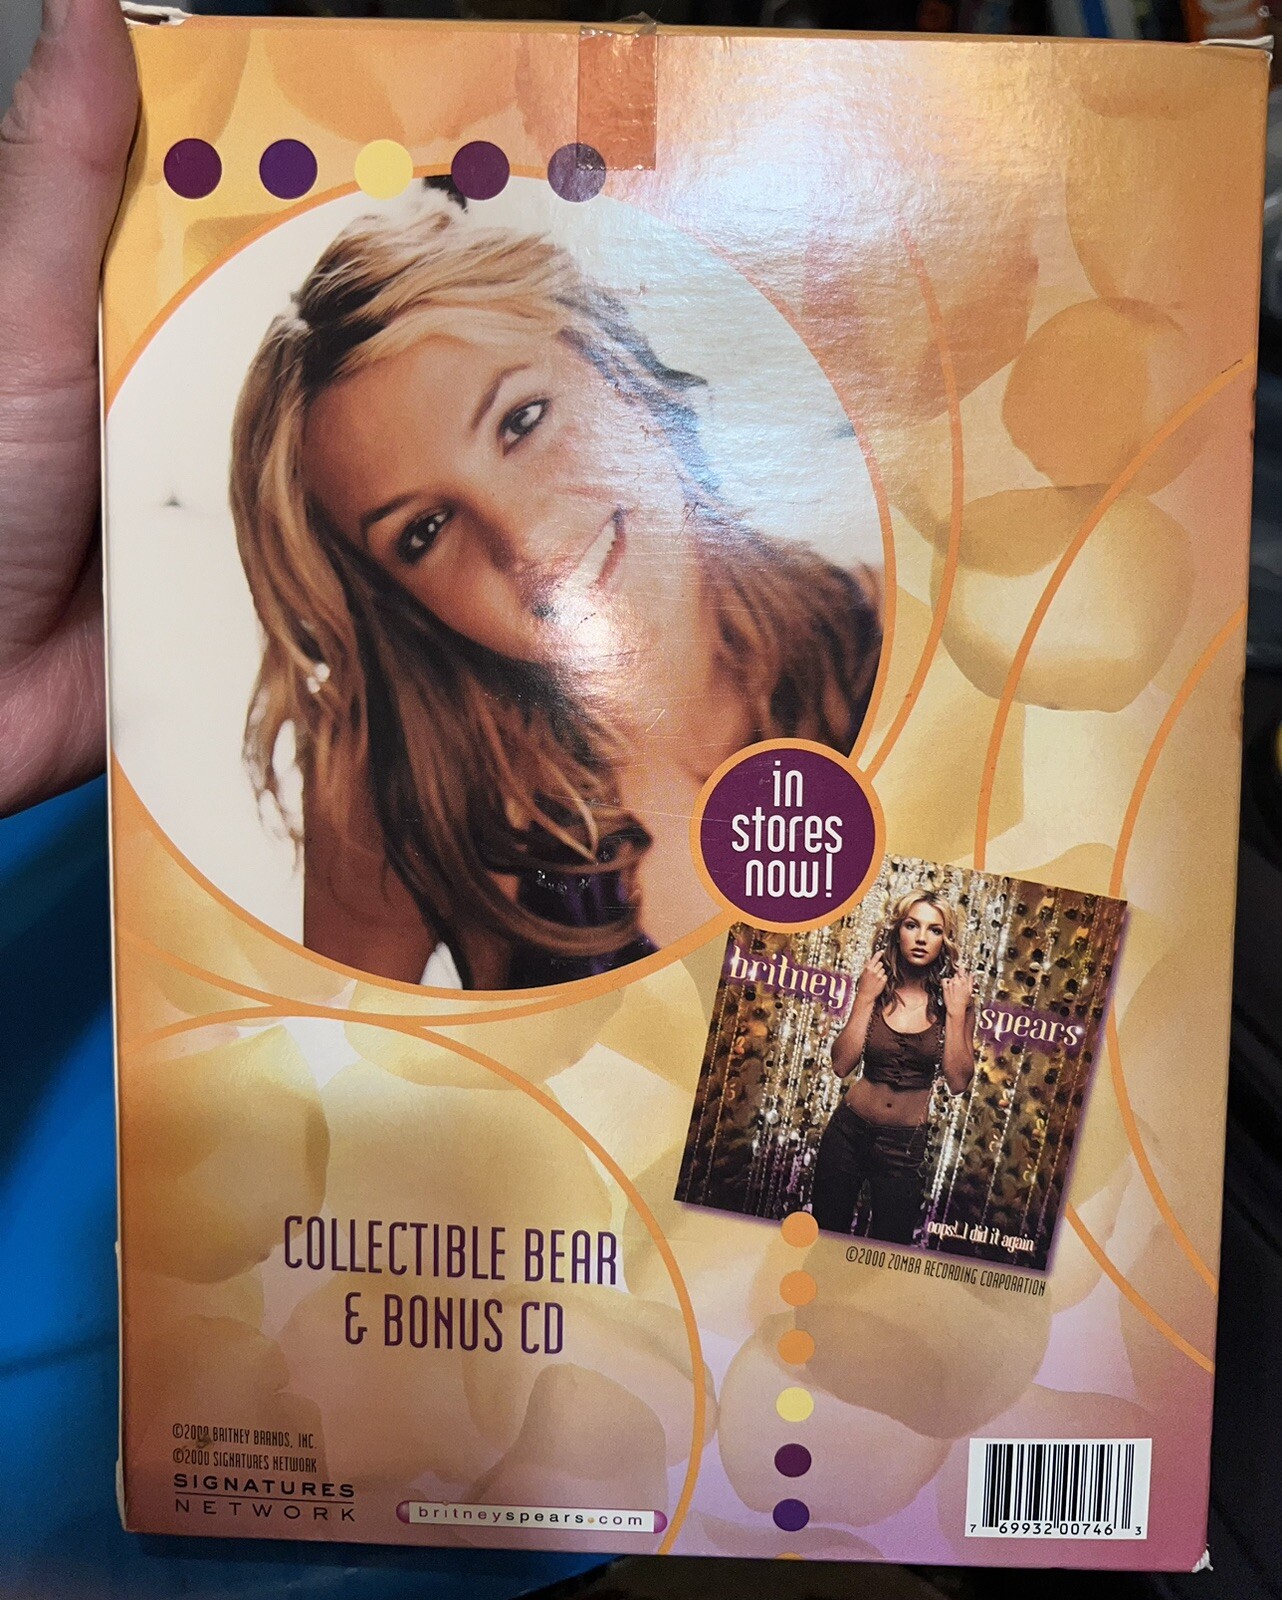 in
stores
now!
britney
spears
oops!...I did it again
©2000 ZOMBA RECORDING CORPORATION
COLLECTIBLE BEAR
& BONUS CD
©2000 BRITNEY BRANDS, INC.
©2000 SIGNATURES NETWORK
SIGNATURES
NETWORK
britneyspears.com
7 69932 00746 3